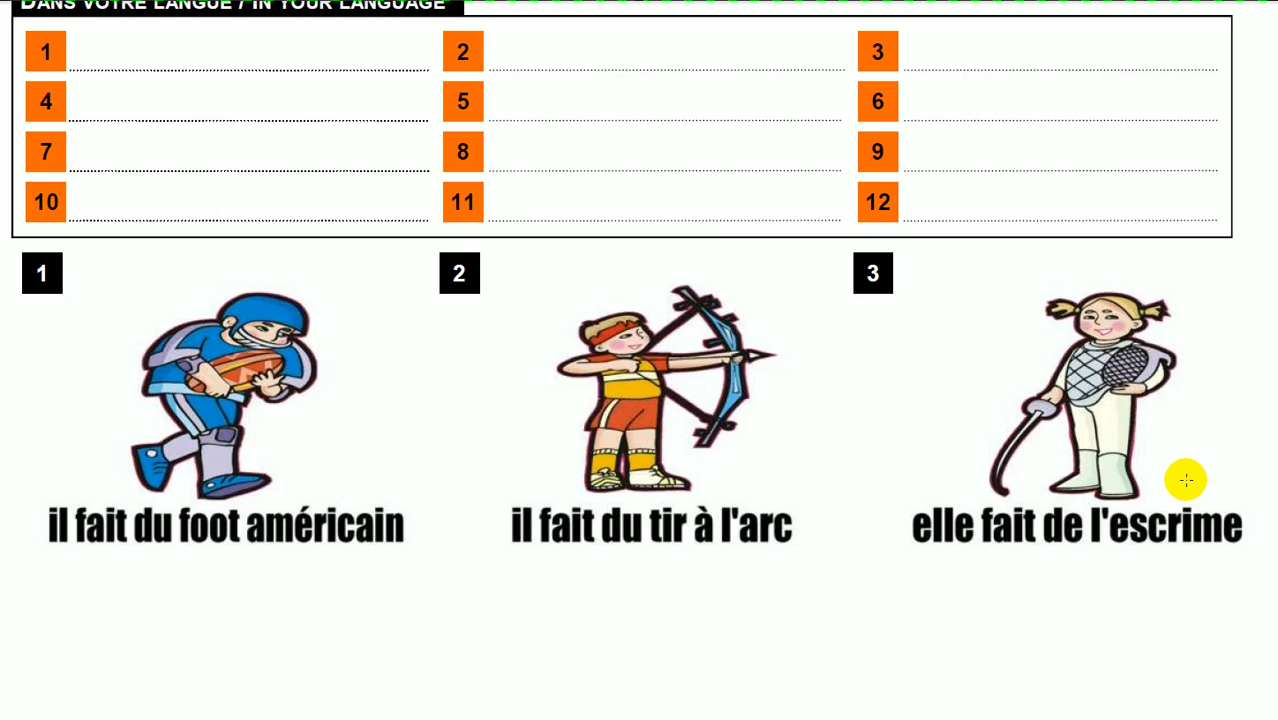 DANS VOTRE LANGUE / IN YOUR LANGUAGE
1 2 3
4 5 6
7 8 9
10 11 12
1 2 3
il fait du foot américain
il fait du tir à l'arc
elle fait de l'escrime